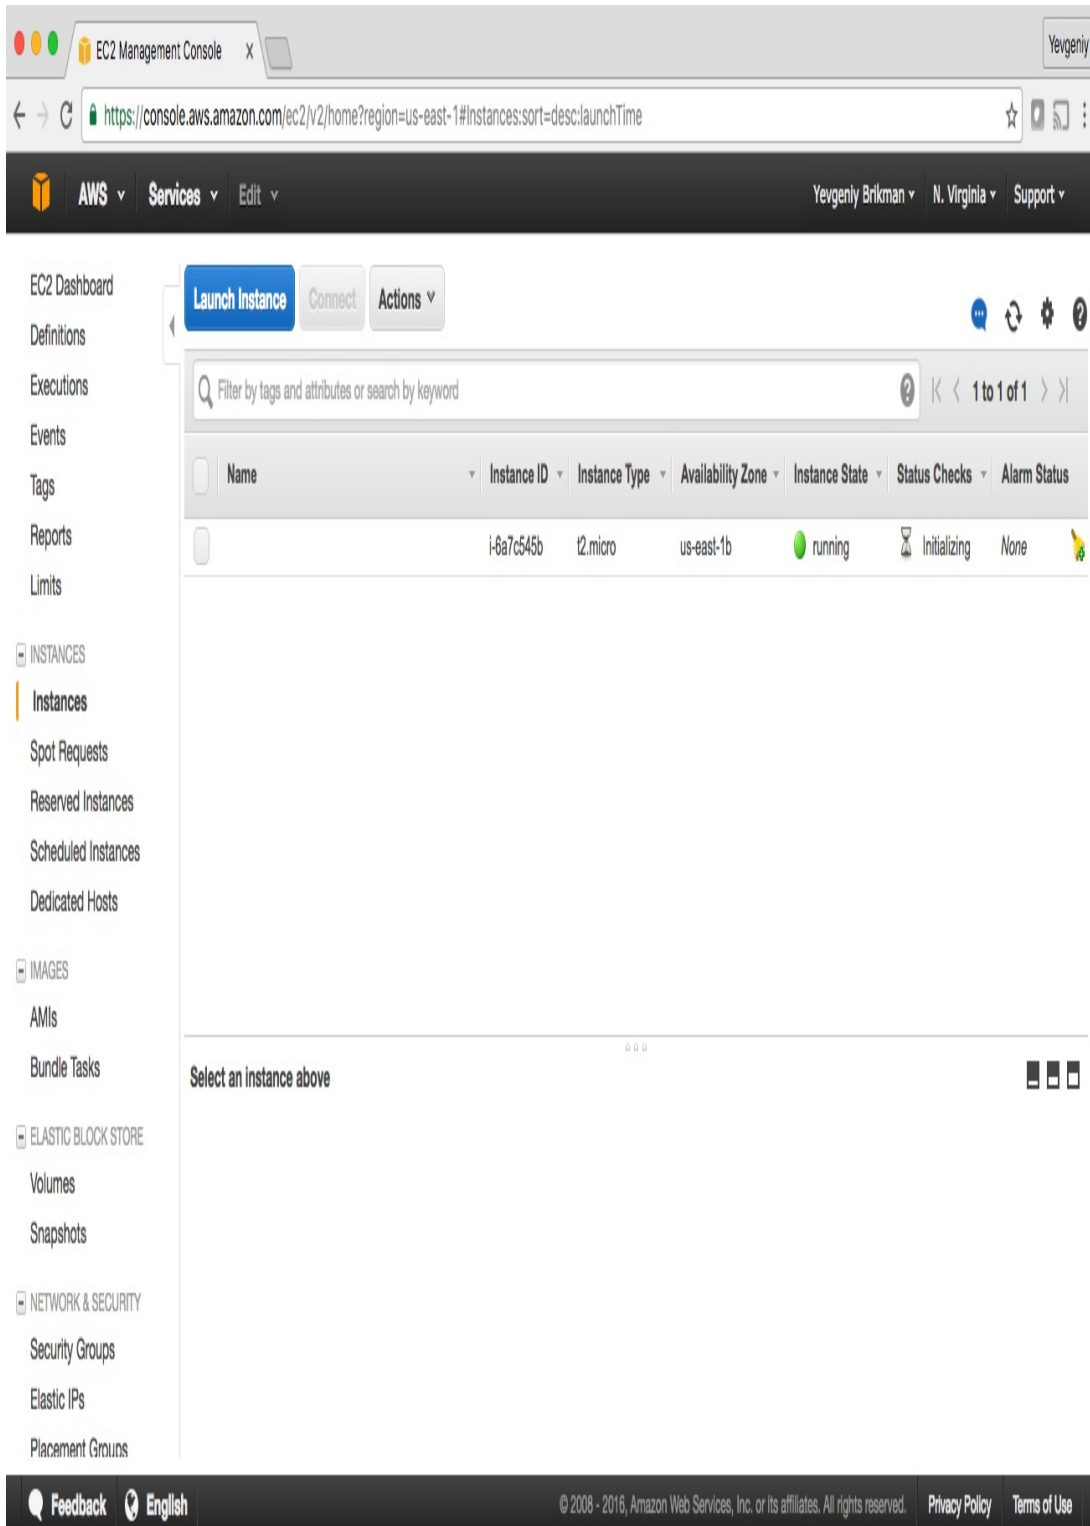 EC2 Management Console
Yevgeniy
https://console.aws.amazon.com/ec2/v2/home?region=us-east-1#Instances:sort=desc:launchTime
AWS Services Edit Yevgeniy Brikman N. Virginia Support
EC2 Dashboard
Definitions
Executions
Events
Tags
Reports
Limits
INSTANCES
Instances
Spot Requests
Reserved Instances
Scheduled Instances
Dedicated Hosts
IMAGES
AMIs
Bundle Tasks
ELASTIC BLOCK STORE
Volumes
Snapshots
NETWORK & SECURITY
Security Groups
Elastic IPs
Placement Groups
Launch Instance Connect Actions
Filter by tags and attributes or search by keyword 1 to 1 of 1
Name Instance ID Instance Type Availability Zone Instance State Status Checks Alarm Status
i-6a7c545b t2.micro us-east-1b running Initializing None
Select an instance above
Feedback English © 2008 - 2016, Amazon Web Services, Inc. or its affiliates. All rights reserved. Privacy Policy Terms of Use